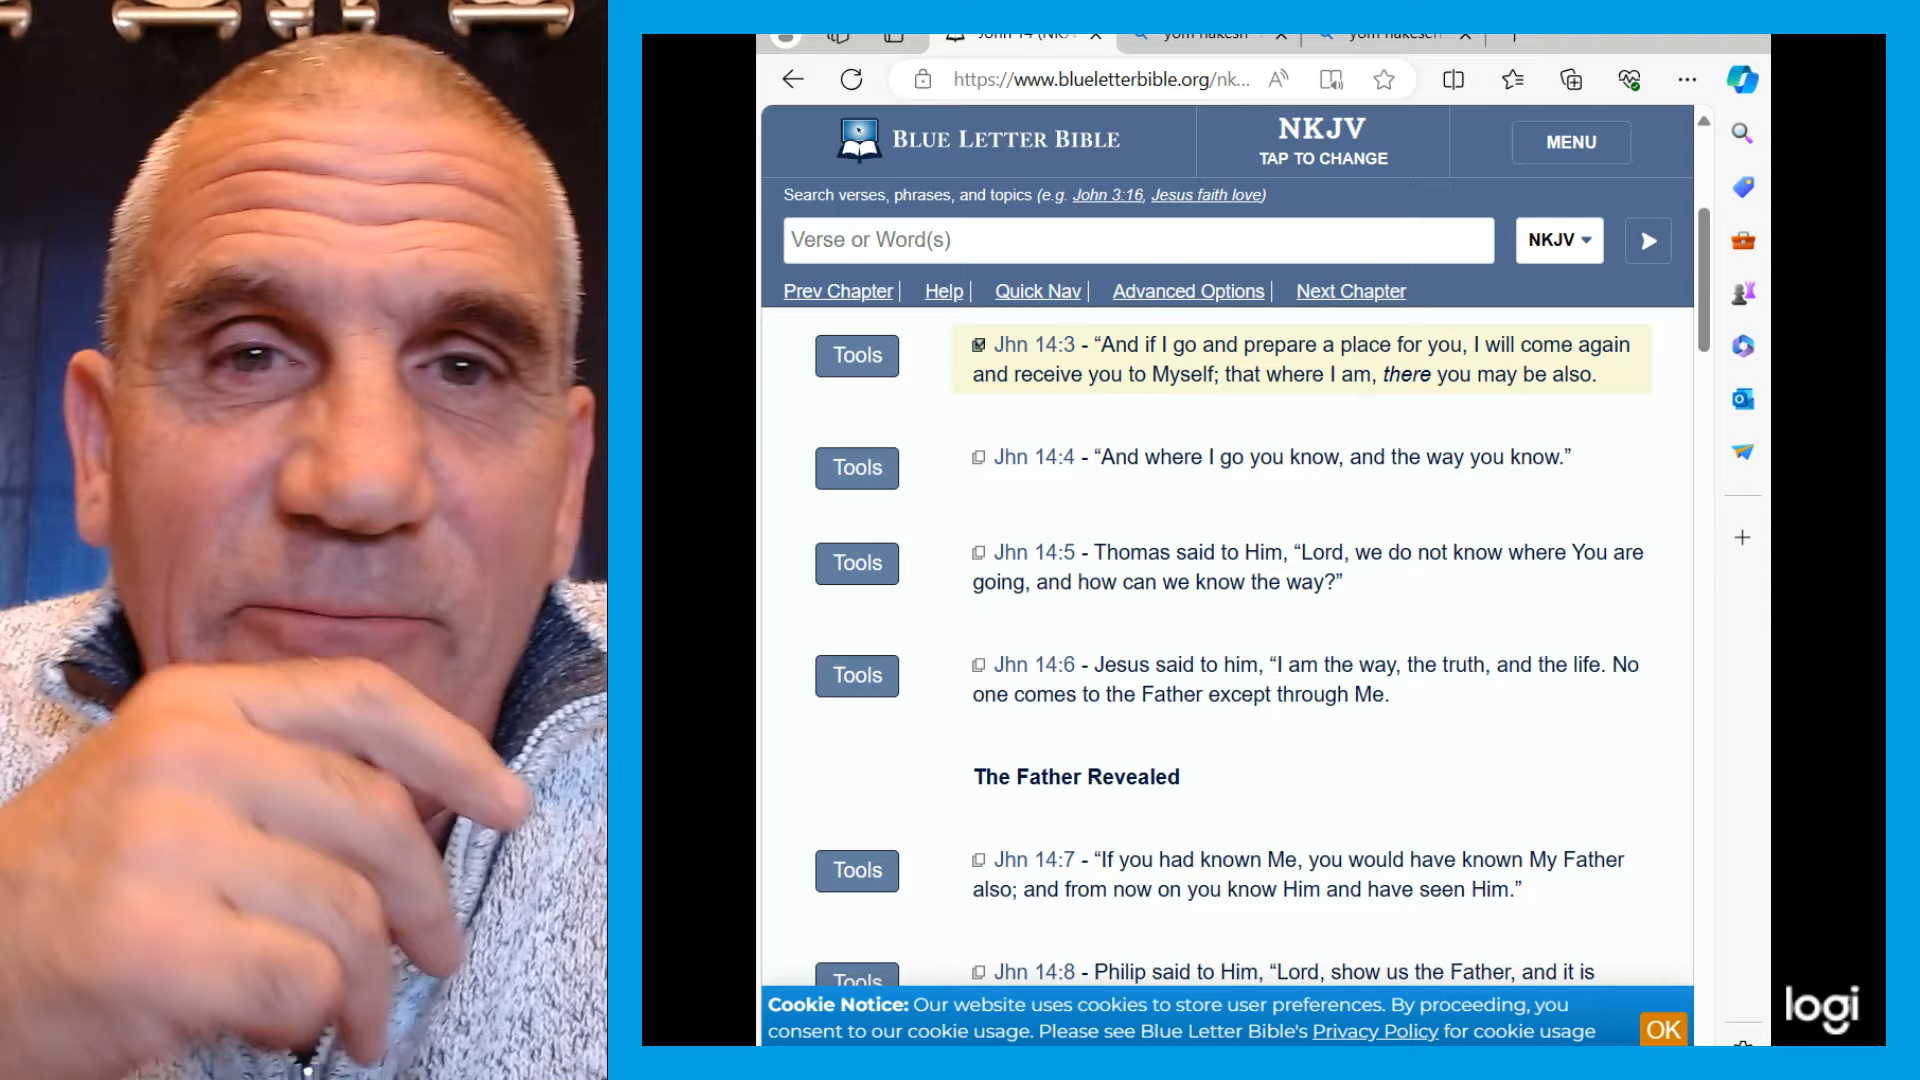 John 14 (NK
yom hakesh
yom hakeseh
https://www.blueletterbible.org/nk...
BLUE LETTER BIBLE
NKJV
TAP TO CHANGE
MENU
Search verses, phrases, and topics (e.g. John 3:16, Jesus faith love)
Verse or Word(s)
NKJV
Prev Chapter | Help | Quick Nav | Advanced Options | Next Chapter
Tools
Jhn 14:3 - “And if I go and prepare a place for you, I will come again
and receive you to Myself; that where I am, there you may be also.
Tools
Jhn 14:4 - “And where I go you know, and the way you know.”
Tools
Jhn 14:5 - Thomas said to Him, “Lord, we do not know where You are
going, and how can we know the way?”
Tools
Jhn 14:6 - Jesus said to him, “I am the way, the truth, and the life. No
one comes to the Father except through Me.
The Father Revealed
Tools
Jhn 14:7 - “If you had known Me, you would have known My Father
also; and from now on you know Him and have seen Him.”
Tools
Jhn 14:8 - Philip said to Him, “Lord, show us the Father, and it is
Cookie Notice: Our website uses cookies to store user preferences. By proceeding, you
consent to our cookie usage. Please see Blue Letter Bible's Privacy Policy for cookie usage
OK
logi